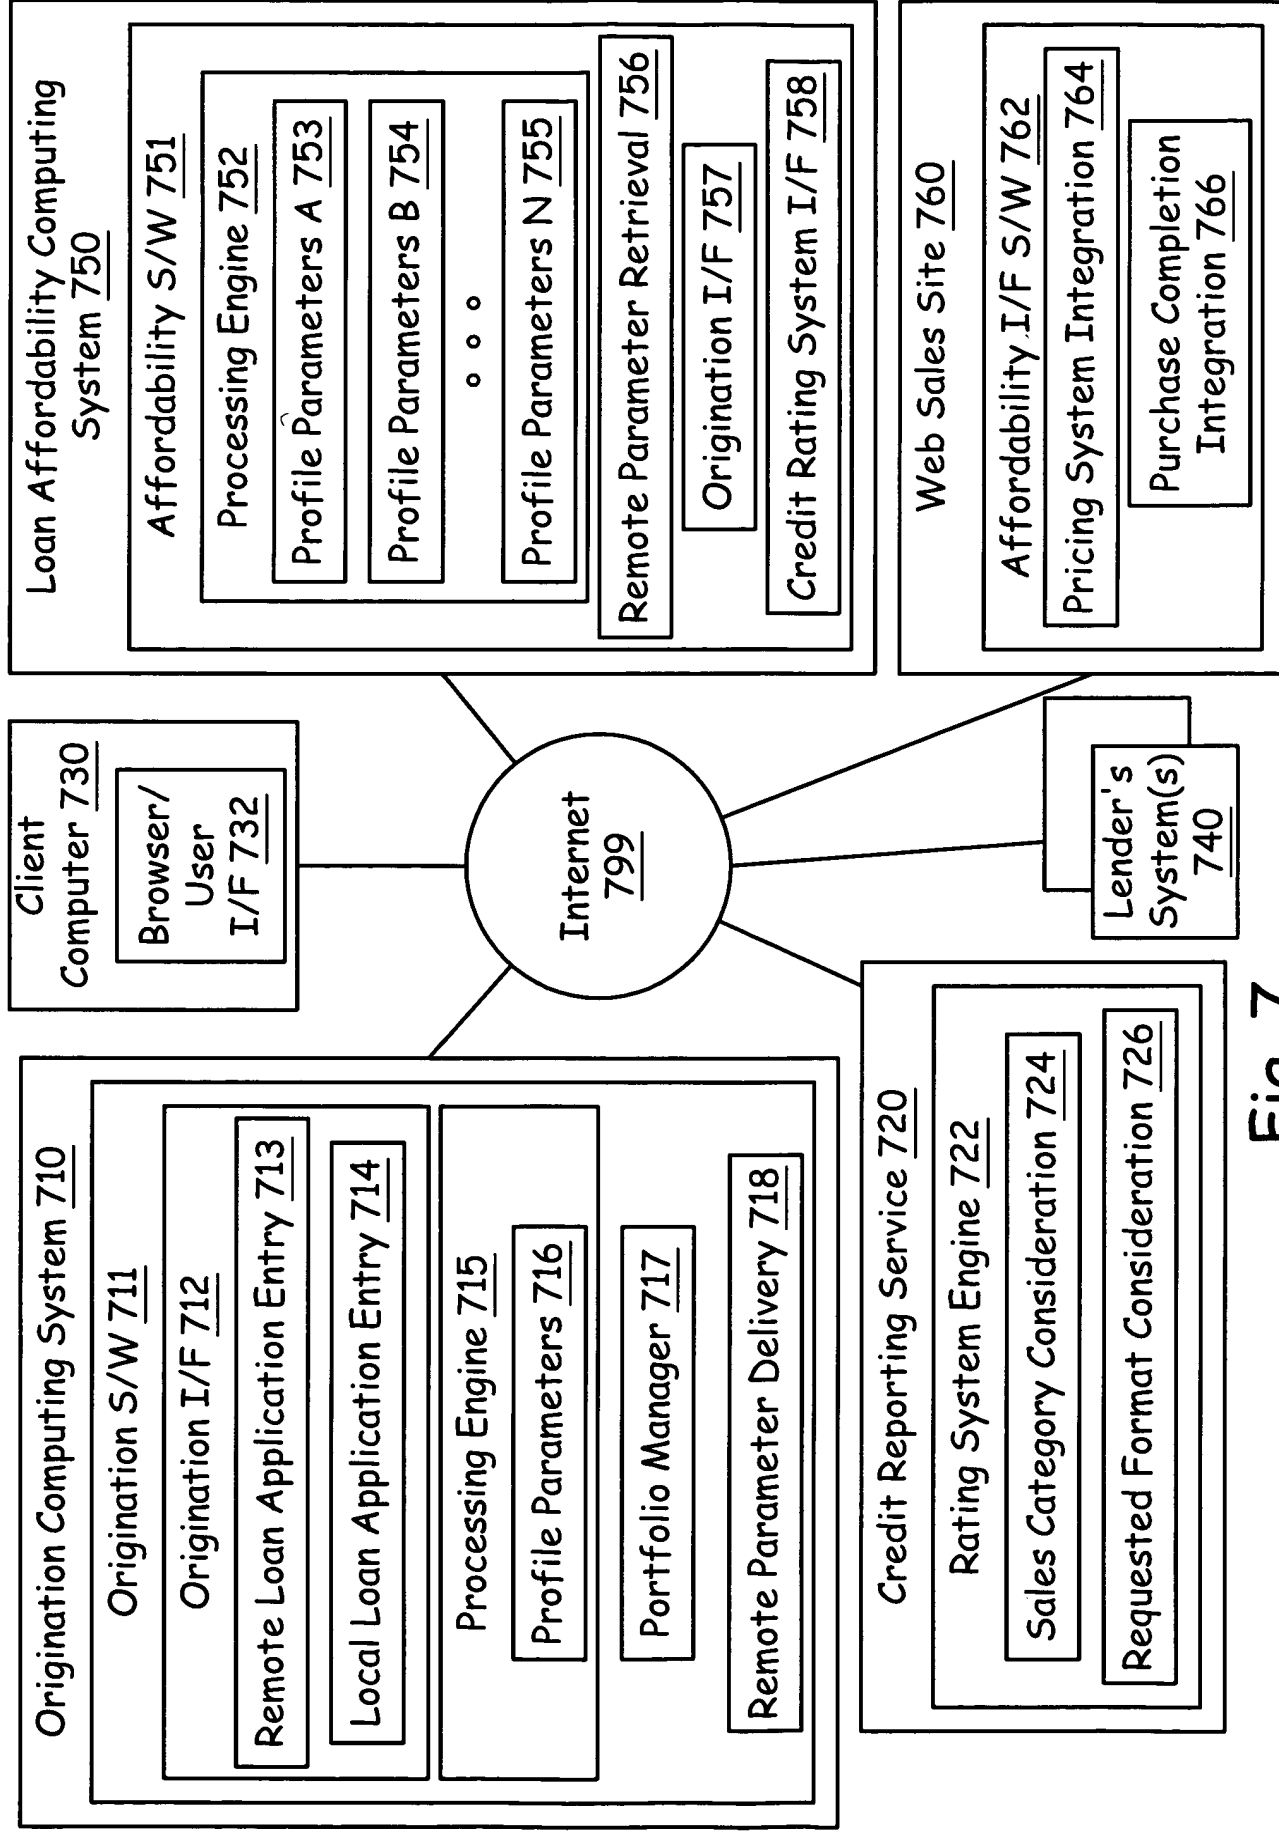 Origination Computing System 710
Origination S/W 711
Origination I/F 712
Remote Loan Application Entry 713
Local Loan Application Entry 714
Processing Engine 715
Profile Parameters 716
Portfolio Manager 717
Remote Parameter Delivery 718
Client
Computer 730
Browser/
User
I/F 732
Loan Affordability Computing
System 750
Affordability S/W 751
Processing Engine 752
Profile Parameters A 753
Profile Parameters B 754
Profile Parameters N 755
Remote Parameter Retrieval 756
Origination I/F 757
Credit Rating System I/F 758
Internet
799
Credit Reporting Service 720
Rating System Engine 722
Sales Category Consideration 724
Requested Format Consideration 726
Lender's
System(s)
740
Web Sales Site 760
Affordability I/F S/W 762
Pricing System Integration 764
Purchase Completion
Integration 766
Fig. 7